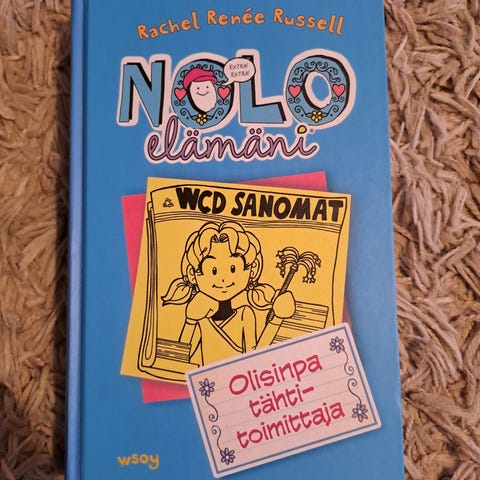 Rachel Renée Russell
NOLO
EXTRA!
EXTRA!
elämäni
WCD SANOMAT
Olisinpa
tähti-
toimittaja
wsoy